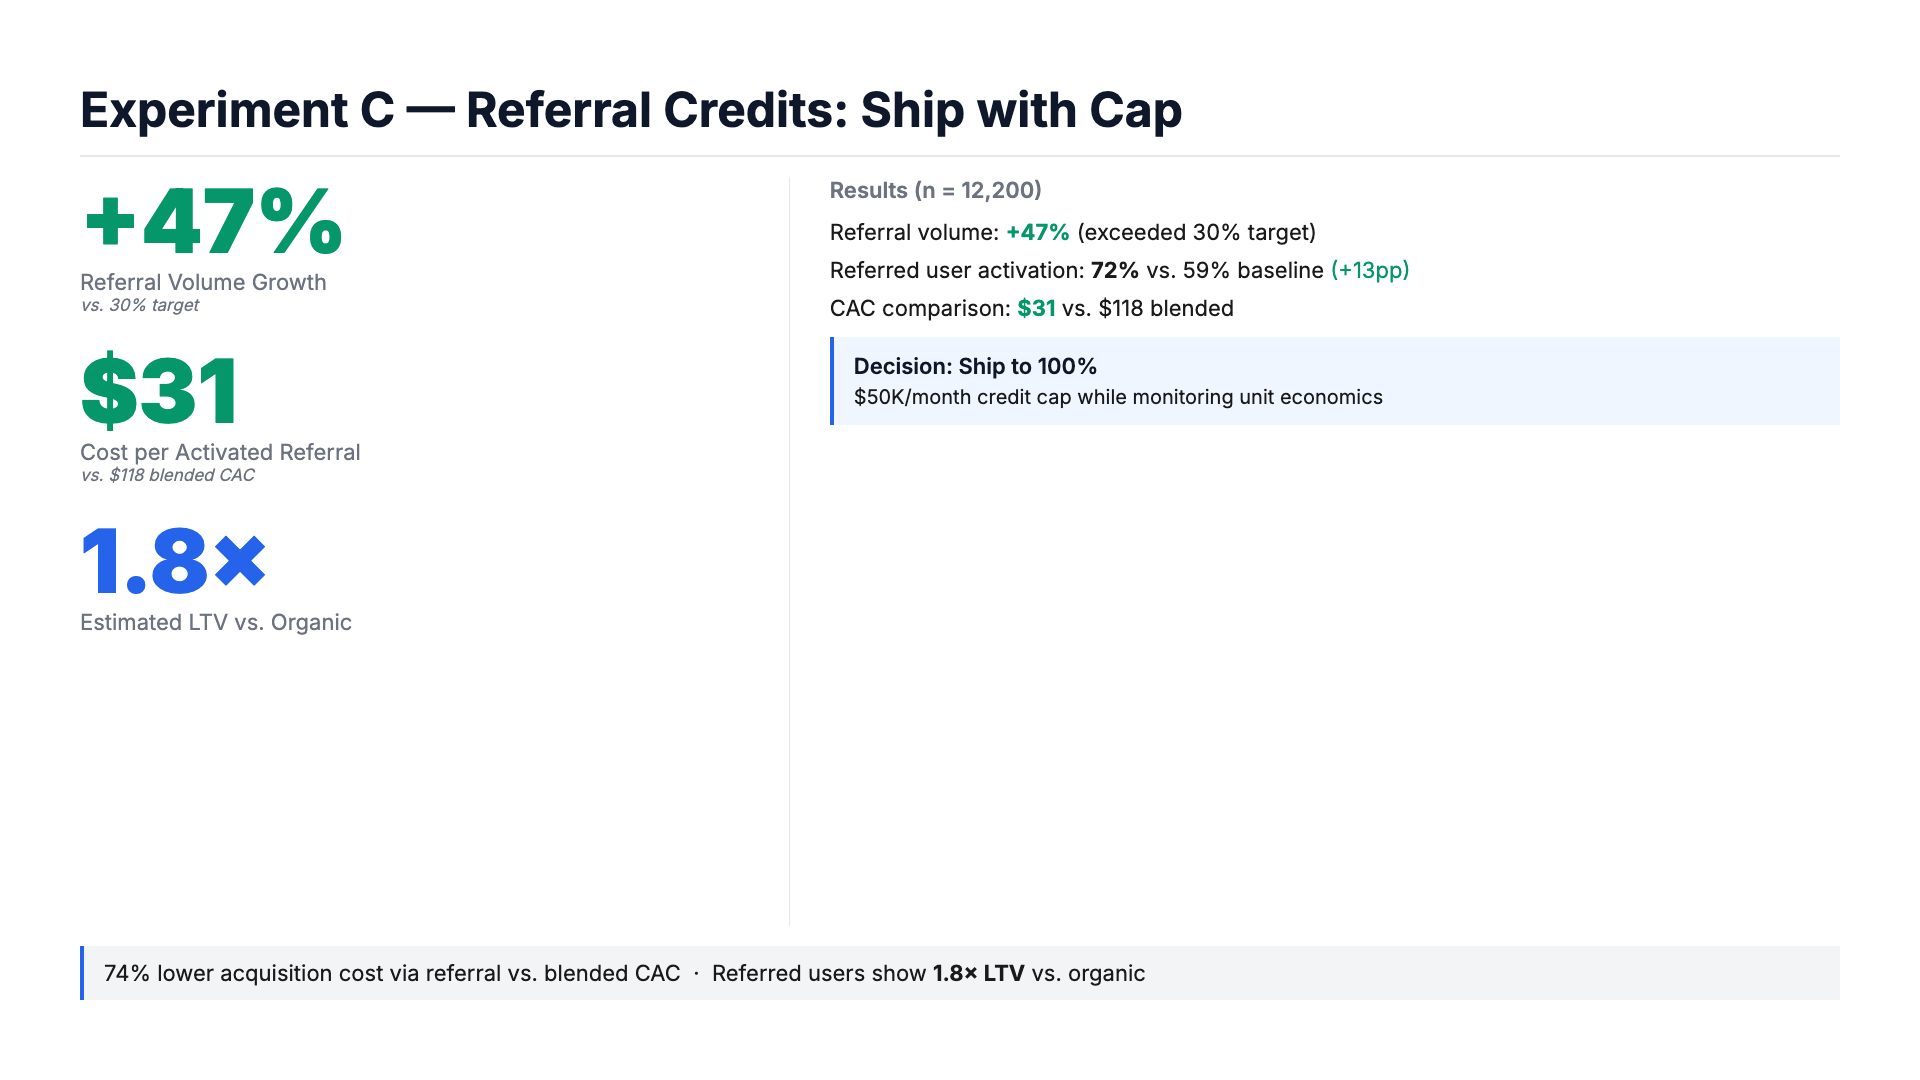 Experiment C — Referral Credits: Ship with Cap
+47%
Referral Volume Growth
vs. 30% target
$31
Cost per Activated Referral
vs. $118 blended CAC
1.8×
Estimated LTV vs. Organic
Results (n = 12,200)
Referral volume: +47% (exceeded 30% target)
Referred user activation: 72% vs. 59% baseline (+13pp)
CAC comparison: $31 vs. $118 blended
Decision: Ship to 100%
$50K/month credit cap while monitoring unit economics
74% lower acquisition cost via referral vs. blended CAC · Referred users show 1.8× LTV vs. organic